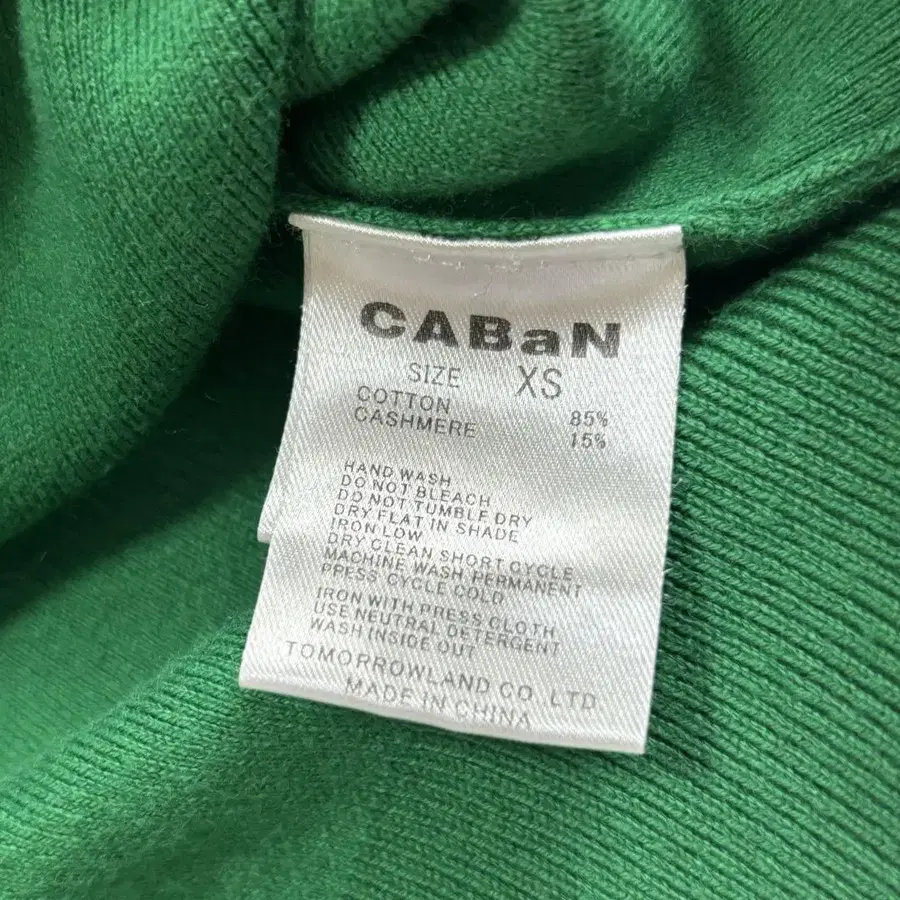 CABaN
SIZE XS
COTTON 85%
CASHMERE 15%
HAND WASH
DO NOT BLEACH
DO NOT TUMBLE DRY
DRY FLAT IN SHADE
IRON LOW
DRY CLEAN SHORT CYCLE
MACHINE WASH PERMANENT
PRESS CYCLE COLD
IRON WITH PRESS CLOTH
USE NEUTRAL DETERGENT
WASH INSIDE OUT
TOMORROWLAND CO LTD
MADE IN CHINA